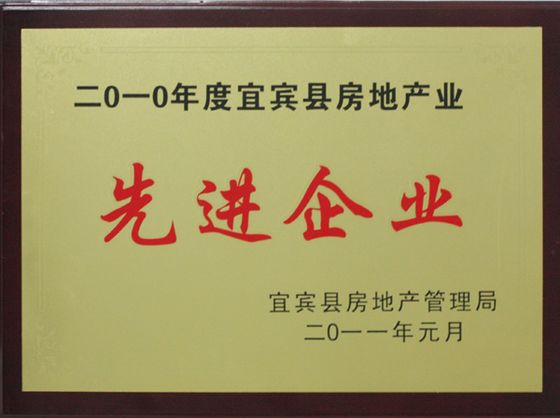 二0一0年度宜宾县房地产业
先进企业
宜宾县房地产管理局
二0一一年元月